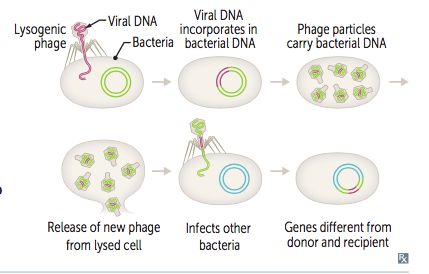 Lysogenic
phage
Viral DNA
Bacteria
Viral DNA
incorporates in
bacterial DNA
Phage particles
carry bacterial DNA
Release of new phage
from lysed cell
Infects other
bacteria
Genes different from
donor and recipient
Rx